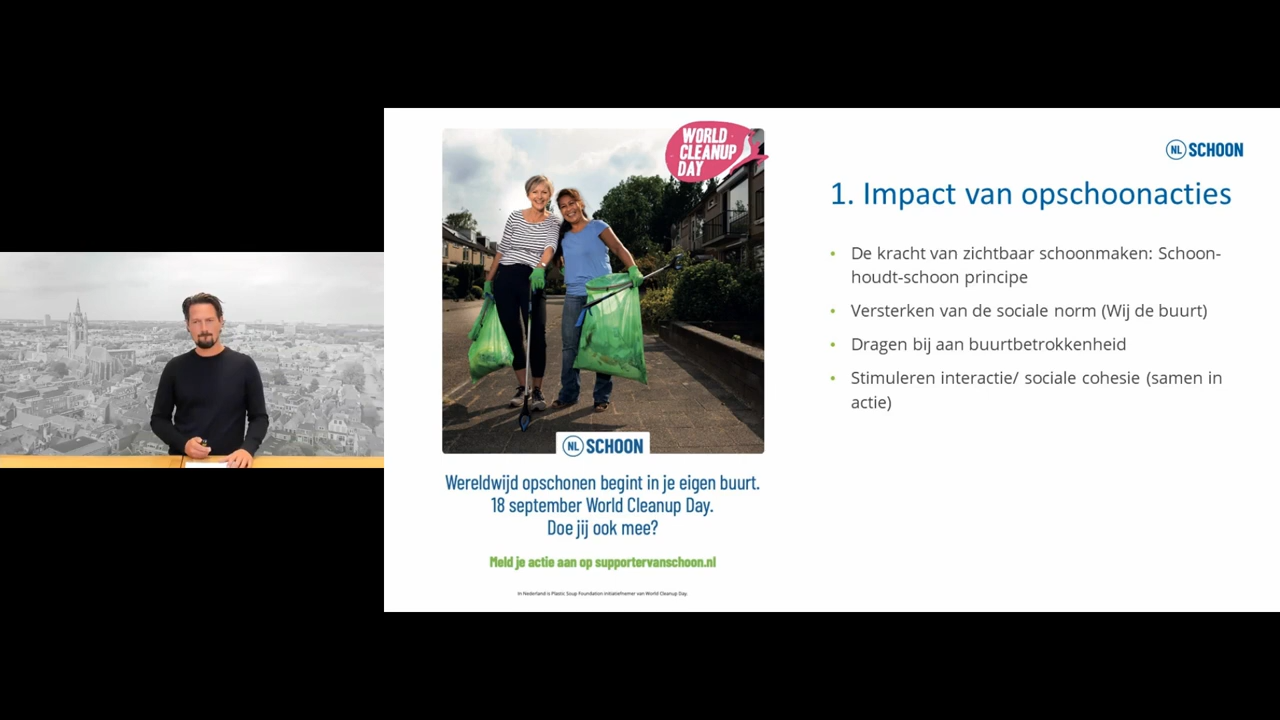 WORLD
CLEANUP
DAY
NL SCHOON
Wereldwijd opschonen begint in je eigen buurt.
18 september World Cleanup Day.
Doe jij ook mee?
Meld je actie aan op supportervanschoon.nl
In Nederland is Plastic Soup Foundation initiatiefnemer van World Cleanup Day.
NL SCHOON
1. Impact van opschoonacties
• De kracht van zichtbaar schoonmaken: Schoon-
houdt-schoon principe
• Versterken van de sociale norm (Wij de buurt)
• Dragen bij aan buurtbetrokkenheid
• Stimuleren interactie/ sociale cohesie (samen in
actie)